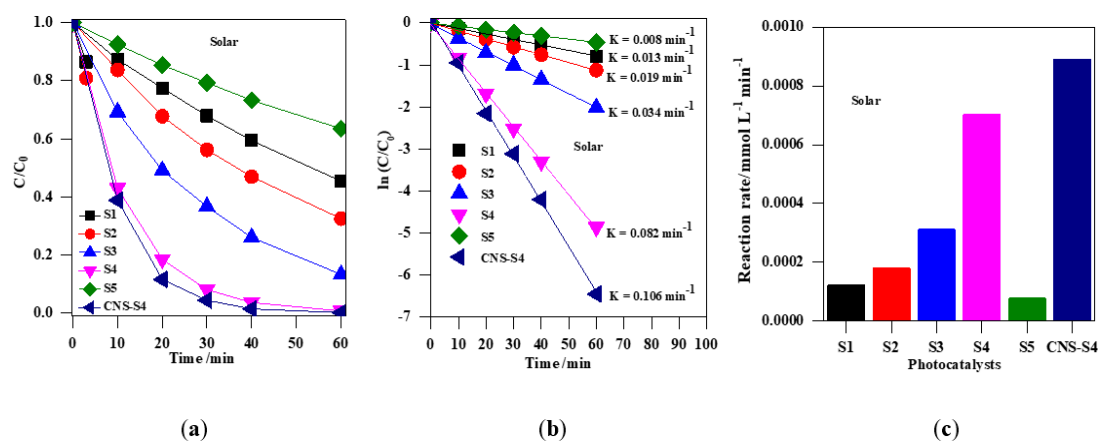 1.0
0.8
0.6
0.4
0.2
0.0
C/C₀
Solar
S1
S2
S3
S4
S5
CNS-S4
0 10 20 30 40 50 60
Time /min
(a)
0
-1
-2
-3
-4
-5
-6
-7
ln (C/C₀)
K = 0.008 min⁻¹
K = 0.013 min⁻¹
K = 0.019 min⁻¹
K = 0.034 min⁻¹
Solar
S1
S2
S3
S4
S5
CNS-S4
K = 0.082 min⁻¹
K = 0.106 min⁻¹
0 10 20 30 40 50 60 70 80 90 100
Time/min
(b)
0.0010
0.0008
0.0006
0.0004
0.0002
0.0000
Reaction rate/mmol L⁻¹ min⁻¹
Solar
S1 S2 S3 S4 S5 CNS-S4
Photocatalysts
(c)